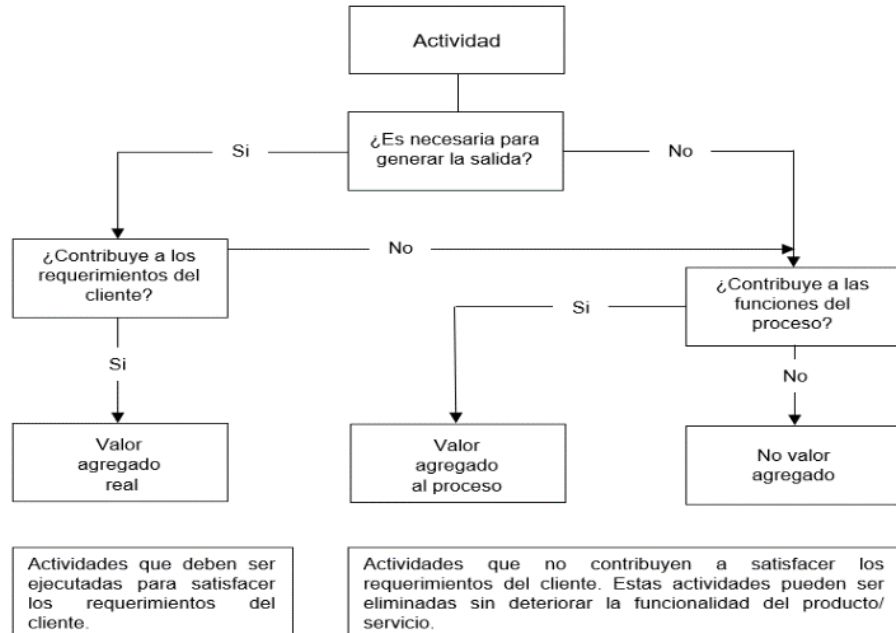 Actividad
¿Es necesaria para
generar la salida?
Si
No
¿Contribuye a los
requerimientos del
cliente?
No
¿Contribuye a las
funciones del
proceso?
Si
Si
No
Valor
agregado
real
Valor
agregado
al proceso
No valor
agregado
Actividades que deben ser
ejecutadas para satisfacer
los requerimientos del
cliente.
Actividades que no contribuyen a satisfacer los
requerimientos del cliente. Estas actividades pueden ser
eliminadas sin deteriorar la funcionalidad del producto/
servicio.